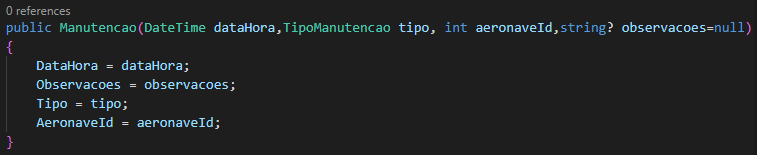 0 references
public Manutencao(DateTime dataHora,TipoManutencao tipo, int aeronaveId,string? observacoes=null)
{
    DataHora = dataHora;
    Observacoes = observacoes;
    Tipo = tipo;
    AeronaveId = aeronaveId;
}